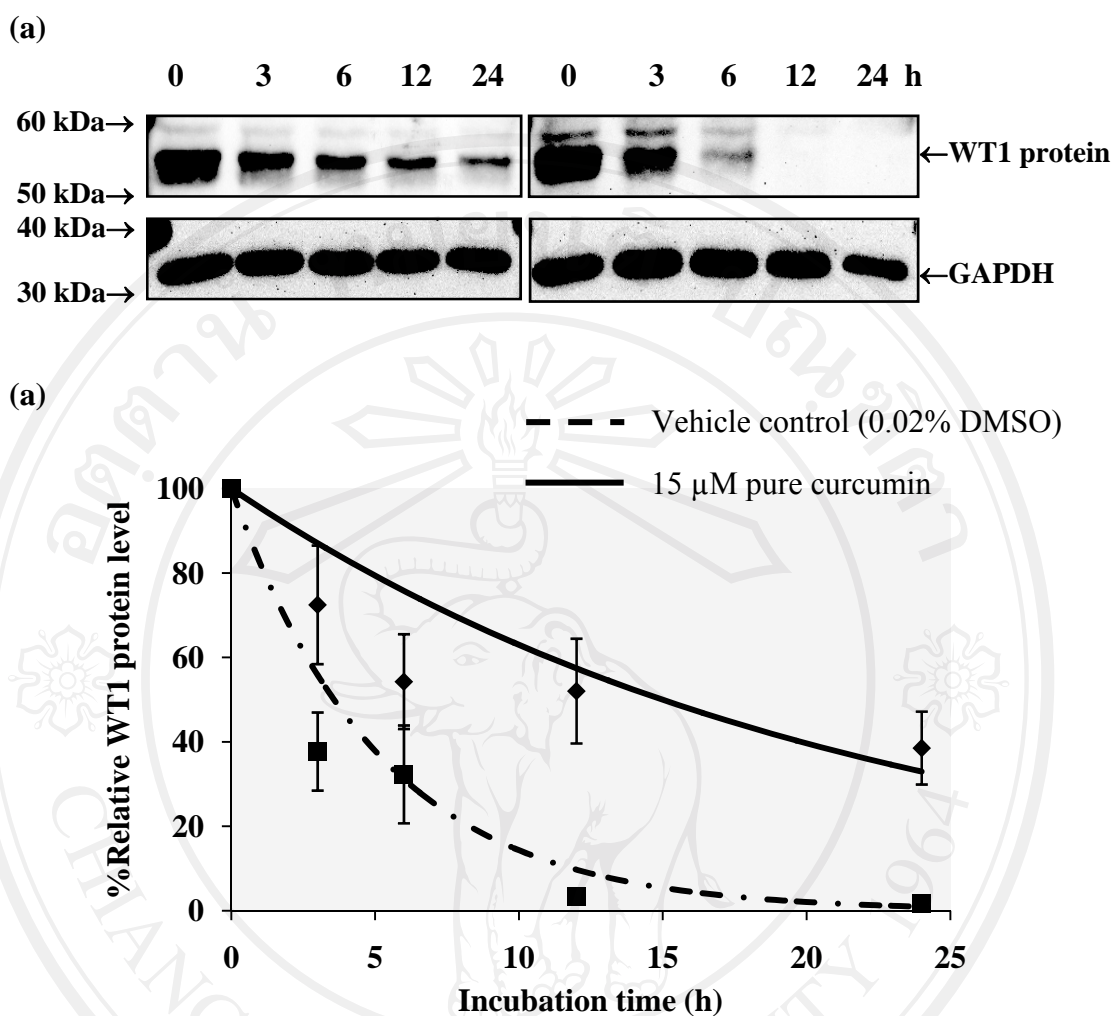 (a)
0 3 6 12 24 0 3 6 12 24 h
60 kDa→
←WT1 protein
50 kDa→
40 kDa→
←GAPDH
30 kDa→
(a)
Vehicle control (0.02% DMSO)
15 µM pure curcumin
%Relative WT1 protein level
100
80
60
40
20
0
0 5 10 15 20 25
Incubation time (h)
CHIANG
1964